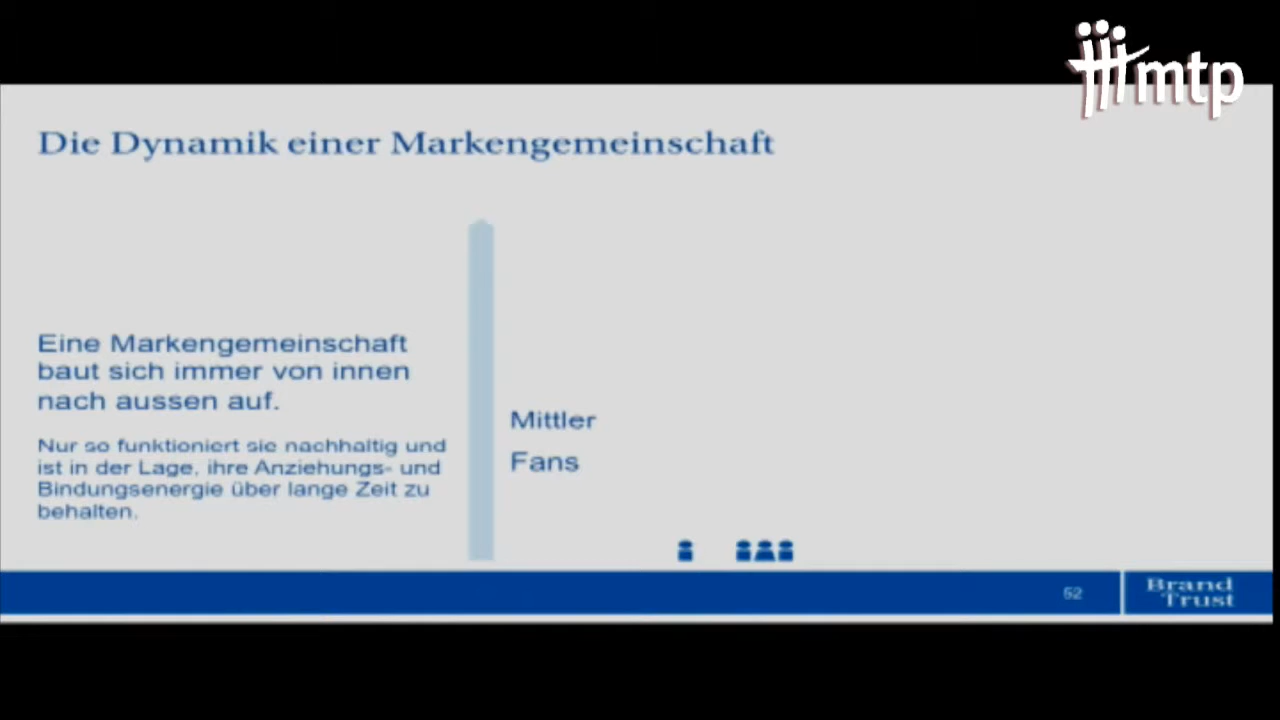 mtp
Die Dynamik einer Markengemeinschaft
Eine Markengemeinschaft
baut sich immer von innen
nach aussen auf.
Nur so funktioniert sie nachhaltig und
ist in der Lage, ihre Anziehungs- und
Bindungsenergie über lange Zeit zu
behalten.
Mittler
Fans
52
Brand
Trust